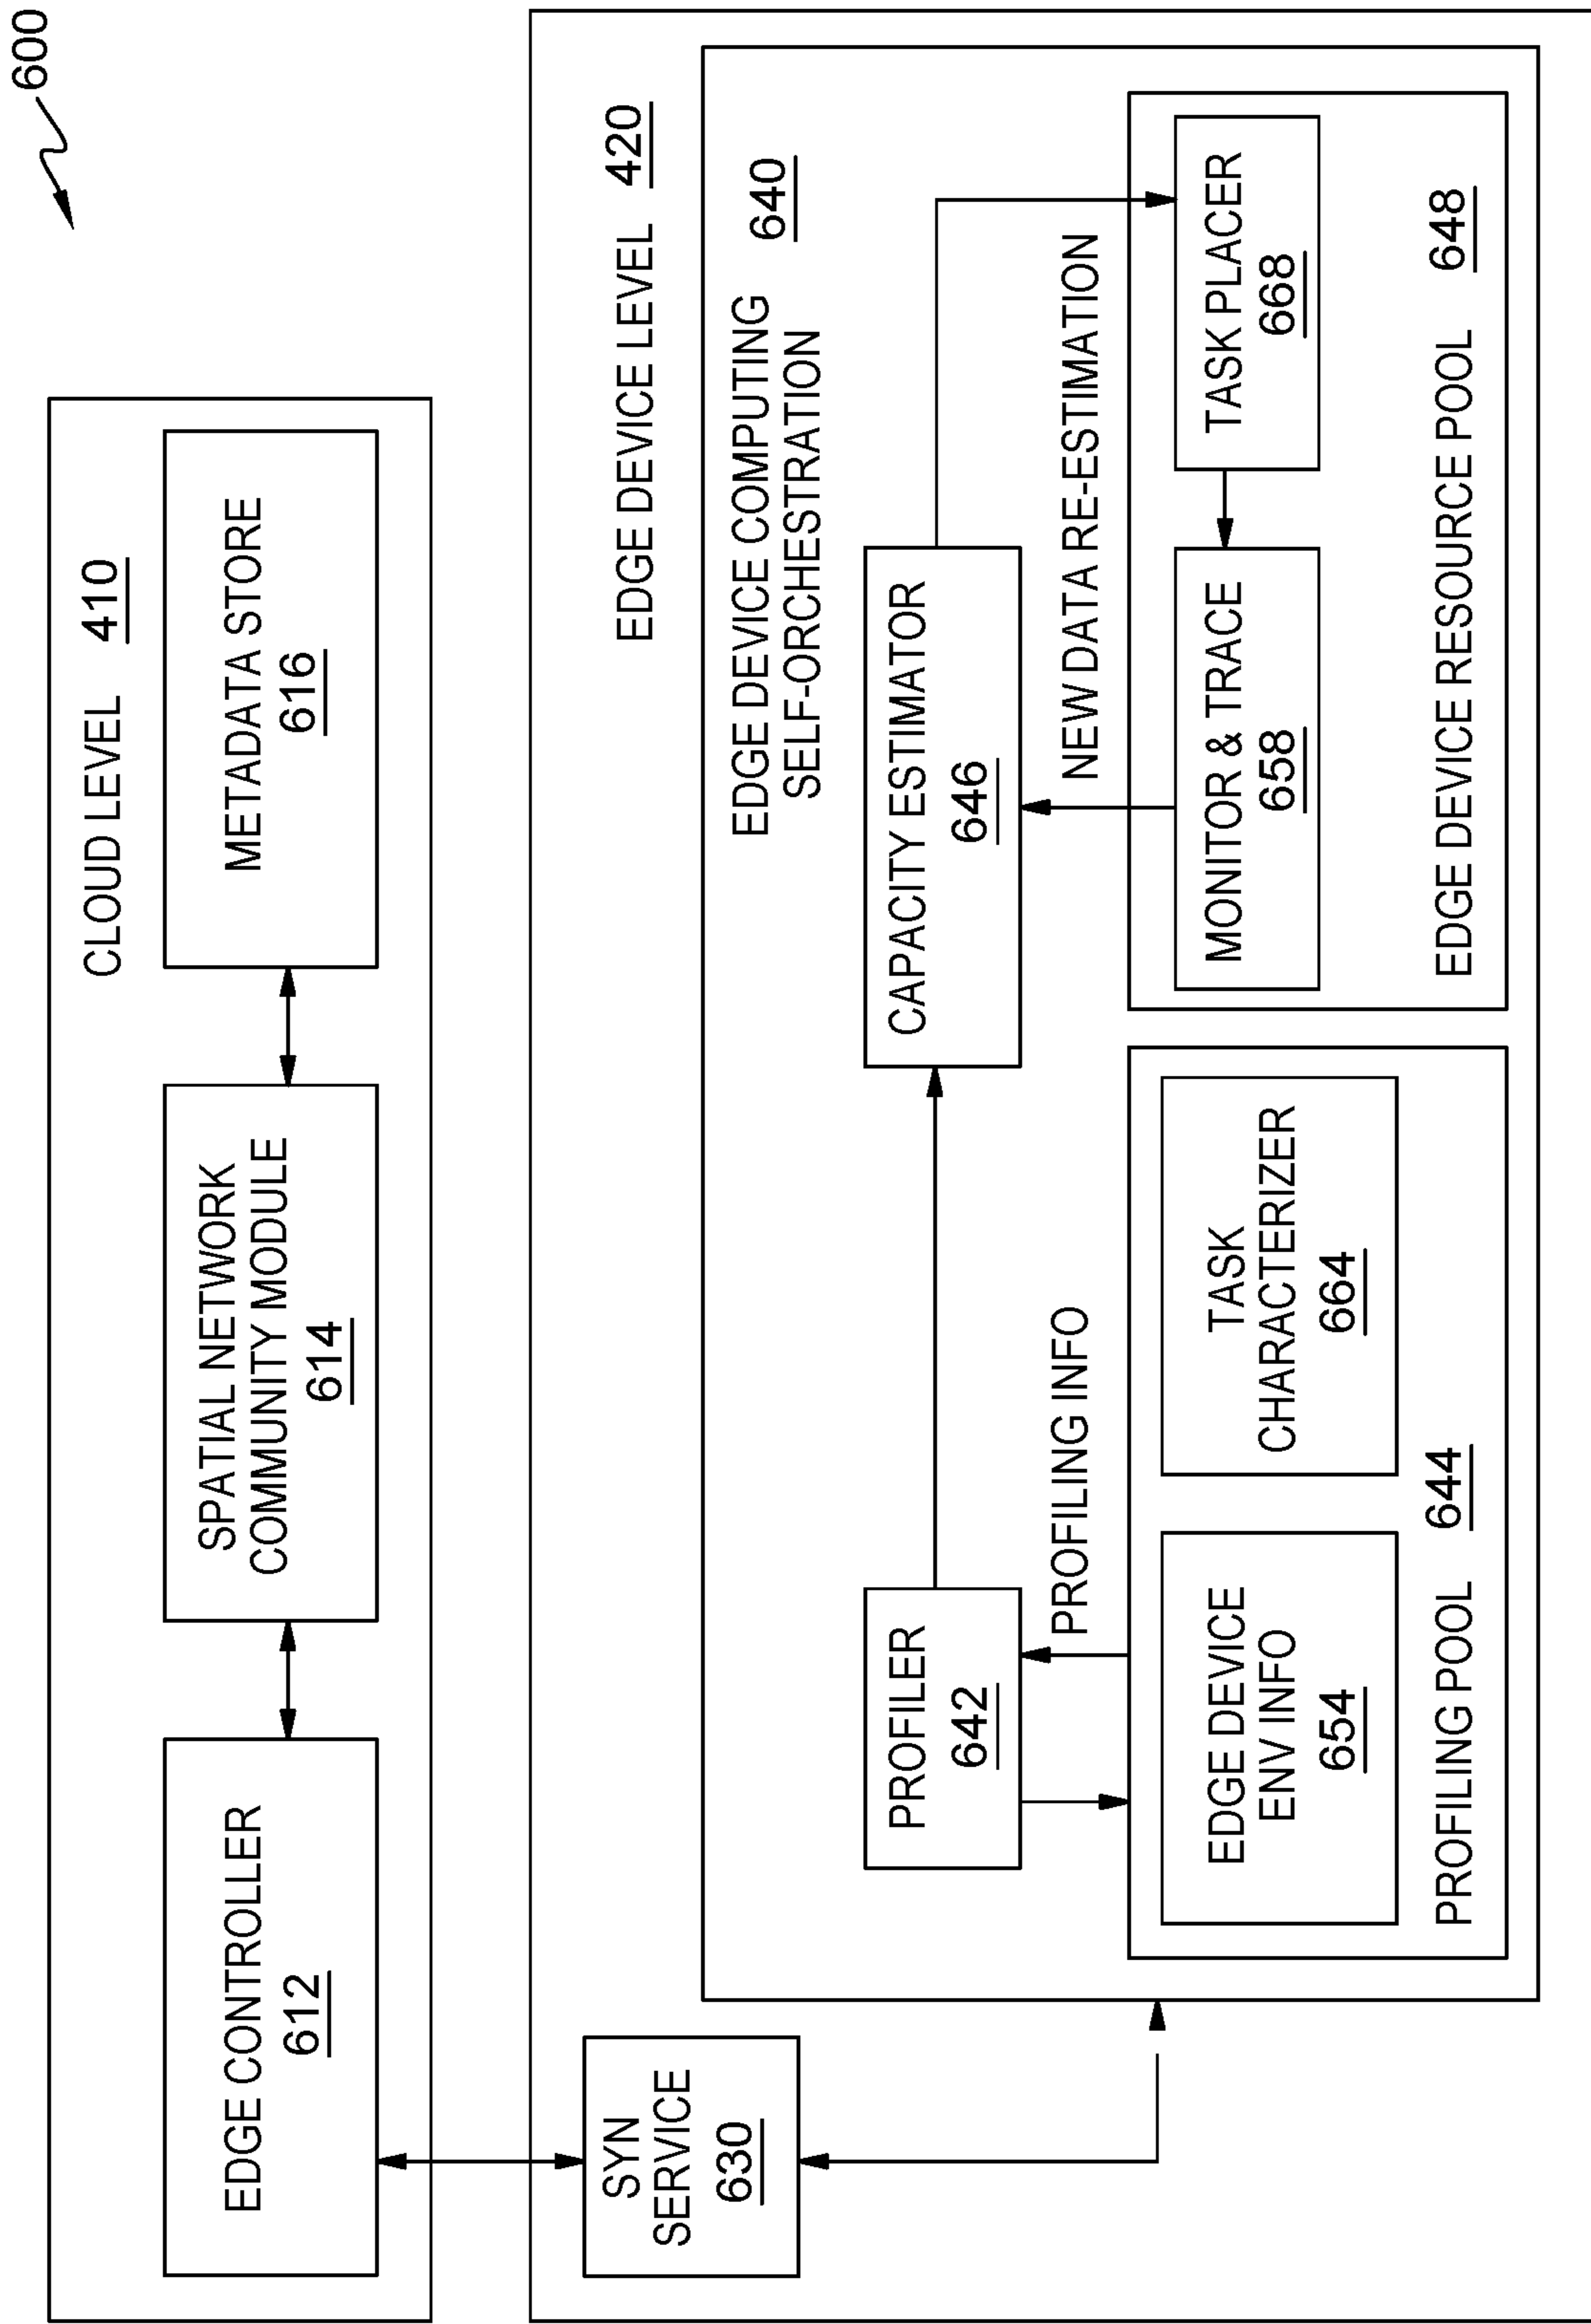 600
CLOUD LEVEL 410
EDGE CONTROLLER
612
SPATIAL NETWORK
COMMUNITY MODULE
614
METADATA STORE
616
EDGE DEVICE LEVEL 420
SYN
SERVICE
630
EDGE DEVICE COMPUTING
SELF-ORCHESTRATION
640
PROFILER
642
CAPACITY ESTIMATOR
646
PROFILING INFO
NEW DATA RE-ESTIMATION
EDGE DEVICE
ENV INFO
654
TASK
CHARACTERIZER
664
PROFILING POOL 644
MONITOR & TRACE
658
TASK PLACER
668
EDGE DEVICE RESOURCE POOL 648